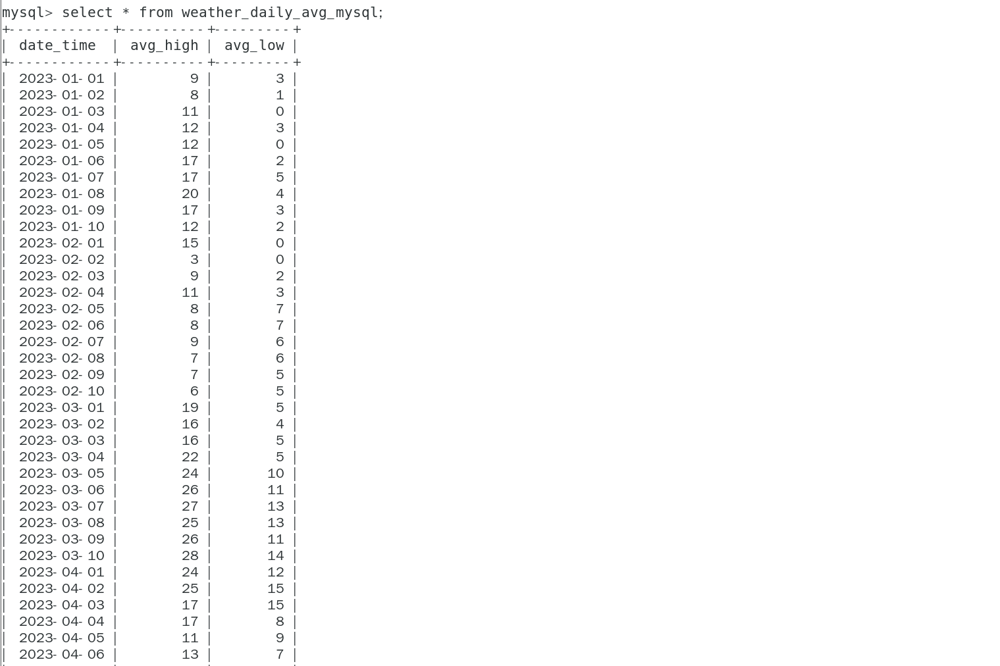 mysql> select * from weather_daily_avg_mysql;
+------------+----------+---------+
| date_time  | avg_high | avg_low |
+------------+----------+---------+
| 2023-01-01 |        9 |       3 |
| 2023-01-02 |        8 |       1 |
| 2023-01-03 |       11 |       0 |
| 2023-01-04 |       12 |       3 |
| 2023-01-05 |       12 |       0 |
| 2023-01-06 |       17 |       2 |
| 2023-01-07 |       17 |       5 |
| 2023-01-08 |       20 |       4 |
| 2023-01-09 |       17 |       3 |
| 2023-01-10 |       12 |       2 |
| 2023-02-01 |       15 |       0 |
| 2023-02-02 |        3 |       0 |
| 2023-02-03 |        9 |       2 |
| 2023-02-04 |       11 |       3 |
| 2023-02-05 |        8 |       7 |
| 2023-02-06 |        8 |       7 |
| 2023-02-07 |        9 |       6 |
| 2023-02-08 |        7 |       6 |
| 2023-02-09 |        7 |       5 |
| 2023-02-10 |        6 |       5 |
| 2023-03-01 |       19 |       5 |
| 2023-03-02 |       16 |       4 |
| 2023-03-03 |       16 |       5 |
| 2023-03-04 |       22 |       5 |
| 2023-03-05 |       24 |      10 |
| 2023-03-06 |       26 |      11 |
| 2023-03-07 |       27 |      13 |
| 2023-03-08 |       25 |      13 |
| 2023-03-09 |       26 |      11 |
| 2023-03-10 |       28 |      14 |
| 2023-04-01 |       24 |      12 |
| 2023-04-02 |       25 |      15 |
| 2023-04-03 |       17 |      15 |
| 2023-04-04 |       17 |       8 |
| 2023-04-05 |       11 |       9 |
| 2023-04-06 |       13 |       7 |